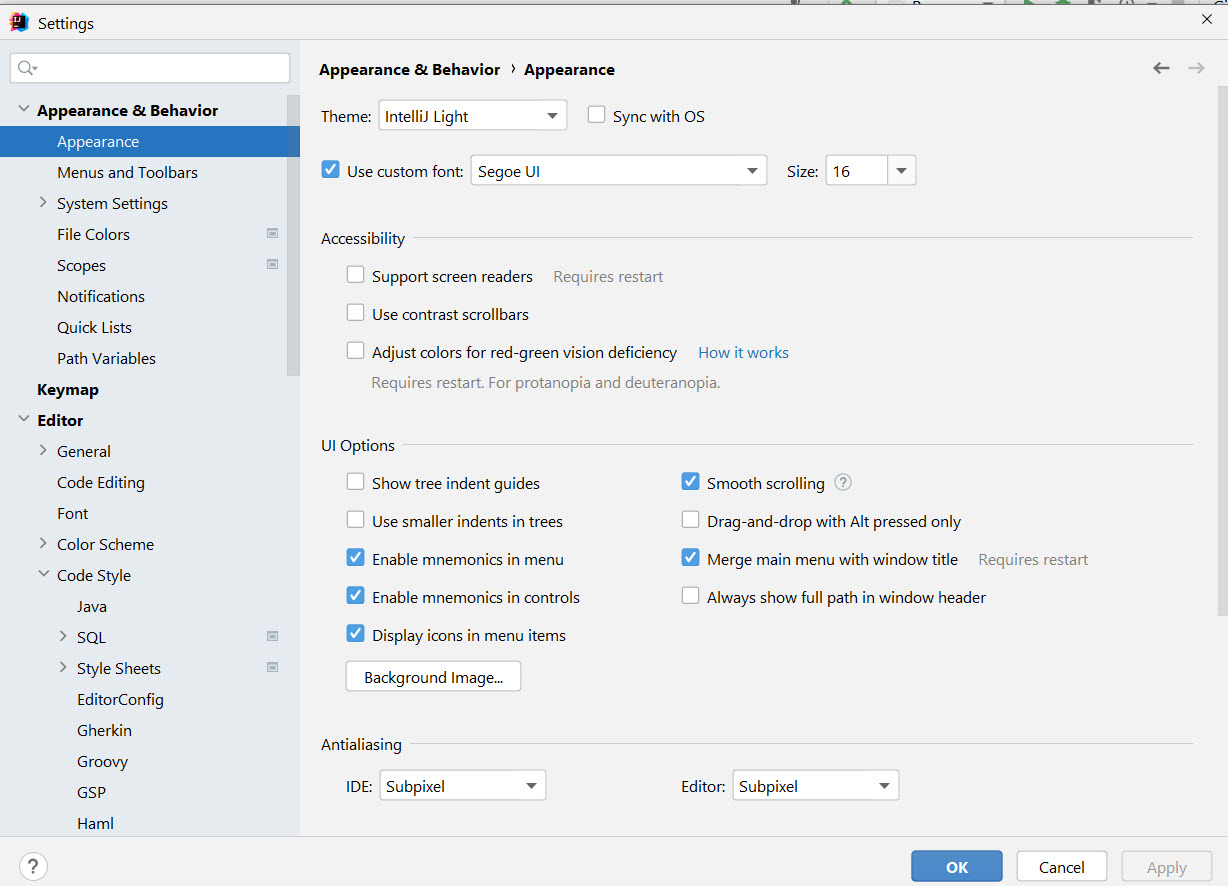 Settings
Appearance & Behavior
Appearance
Menus and Toolbars
System Settings
File Colors
Scopes
Notifications
Quick Lists
Path Variables
Keymap
Editor
General
Code Editing
Font
Color Scheme
Code Style
Java
SQL
Style Sheets
EditorConfig
Gherkin
Groovy
GSP
Haml
Appearance & Behavior › Appearance
Theme: IntelliJ Light Sync with OS
Use custom font: Segoe UI Size: 16
Accessibility
Support screen readers Requires restart
Use contrast scrollbars
Adjust colors for red-green vision deficiency How it works
Requires restart. For protanopia and deuteranopia.
UI Options
Show tree indent guides Smooth scrolling ?
Use smaller indents in trees Drag-and-drop with Alt pressed only
Enable mnemonics in menu Merge main menu with window title Requires restart
Enable mnemonics in controls Always show full path in window header
Display icons in menu items
Background Image...
Antialiasing
IDE: Subpixel Editor: Subpixel
? OK Cancel Apply